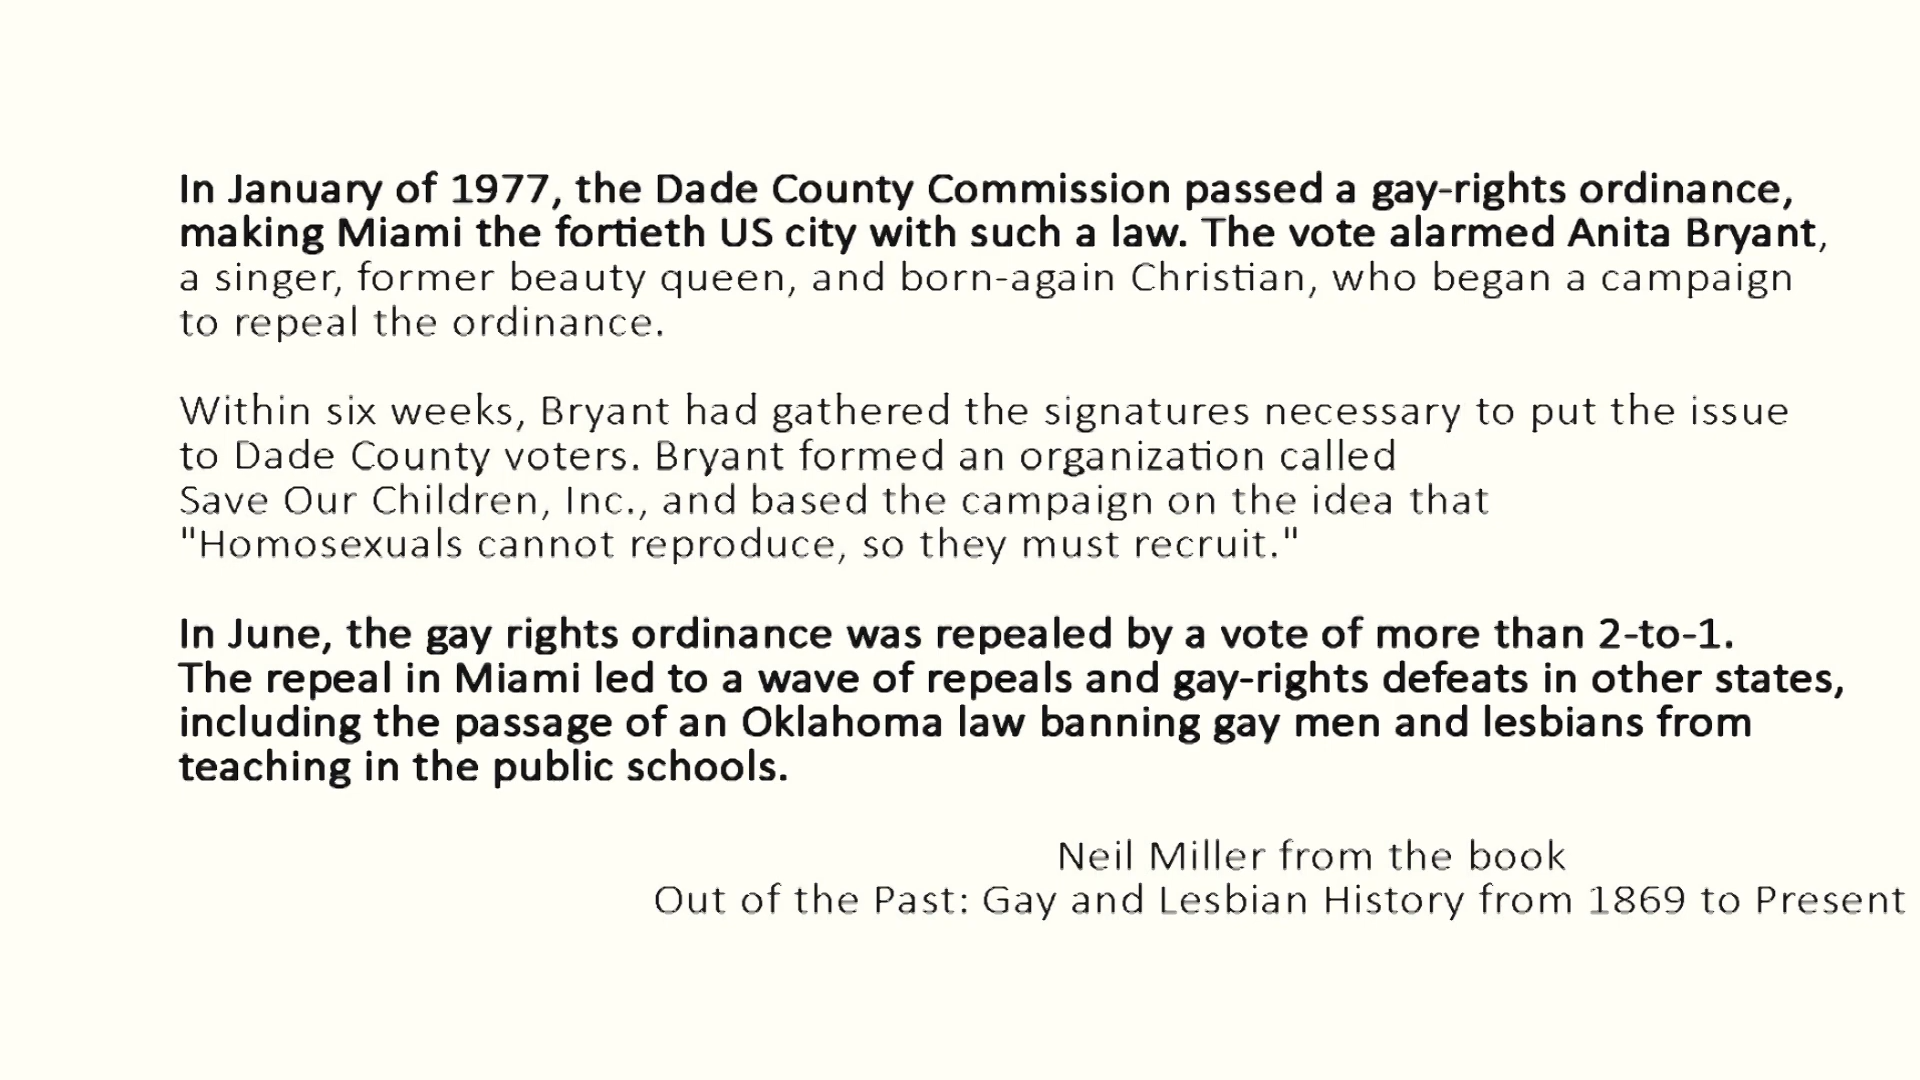 In January of 1977, the Dade County Commission passed a gay-rights ordinance,
making Miami the fortieth US city with such a law. The vote alarmed Anita Bryant,
a singer, former beauty queen, and born-again Christian, who began a campaign
to repeal the ordinance.
Within six weeks, Bryant had gathered the signatures necessary to put the issue
to Dade County voters. Bryant formed an organization called
Save Our Children, Inc., and based the campaign on the idea that
"Homosexuals cannot reproduce, so they must recruit."
In June, the gay rights ordinance was repealed by a vote of more than 2-to-1.
The repeal in Miami led to a wave of repeals and gay-rights defeats in other states,
including the passage of an Oklahoma law banning gay men and lesbians from
teaching in the public schools.
Neil Miller from the book
Out of the Past: Gay and Lesbian History from 1869 to Present